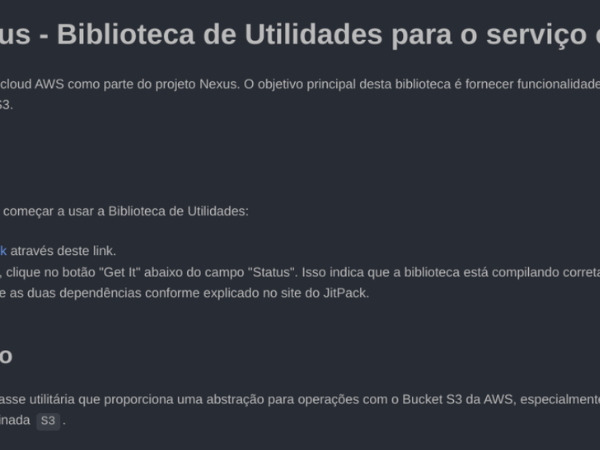 us - Biblioteca de Utilidades para o serviço
cloud AWS como parte do projeto Nexus. O objetivo principal desta biblioteca é fornecer funcionalidade
S3.
começar a usar a Biblioteca de Utilidades:
k através deste link.
, clique no botão "Get It" abaixo do campo "Status". Isso indica que a biblioteca está compilando correta
e as duas dependências conforme explicado no site do JitPack.
o
asse utilitária que proporciona uma abstração para operações com o Bucket S3 da AWS, especialmente
inada S3 .